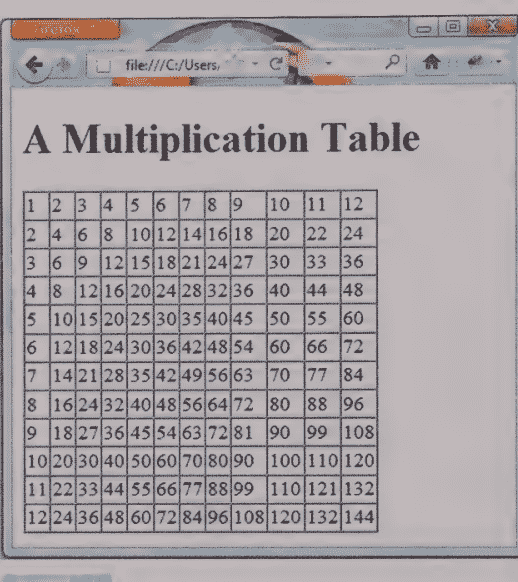 Firefox
file:///C:/Users,
A Multiplication Table
1 2 3 4 5 6 7 8 9 10 11 12
2 4 6 8 10 12 14 16 18 20 22 24
3 6 9 12 15 18 21 24 27 30 33 36
4 8 12 16 20 24 28 32 36 40 44 48
5 10 15 20 25 30 35 40 45 50 55 60
6 12 18 24 30 36 42 48 54 60 66 72
7 14 21 28 35 42 49 56 63 70 77 84
8 16 24 32 40 48 56 64 72 80 88 96
9 18 27 36 45 54 63 72 81 90 99 108
10 20 30 40 50 60 70 80 90 100 110 120
11 22 33 44 55 66 77 88 99 110 121 132
12 24 36 48 60 72 84 96 108 120 132 144